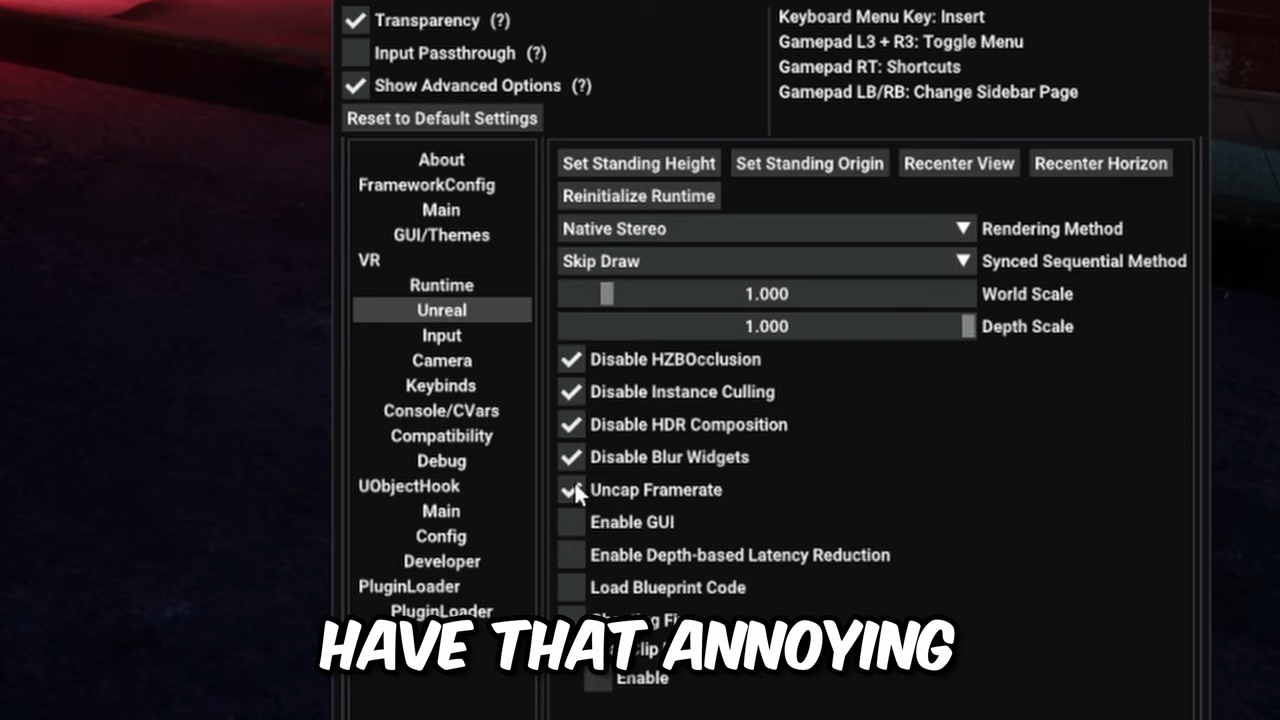 Transparency (?)
Input Passthrough (?)
Show Advanced Options (?)
Reset to Default Settings
Keyboard Menu Key: Insert
Gamepad L3 + R3: Toggle Menu
Gamepad RT: Shortcuts
Gamepad LB/RB: Change Sidebar Page
About
FrameworkConfig
Main
GUI/Themes
VR
Runtime
Unreal
Input
Camera
Keybinds
Console/CVars
Compatibility
Debug
UObjectHook
Main
Config
Developer
PluginLoader
PluginLoader
Set Standing Height Set Standing Origin Recenter View Recenter Horizon
Reinitialize Runtime
Native Stereo Rendering Method
Skip Draw Synced Sequential Method
1.000 World Scale
1.000 Depth Scale
Disable HZBOcclusion
Disable Instance Culling
Disable HDR Composition
Disable Blur Widgets
Uncap Framerate
Enable GUI
Enable Depth-based Latency Reduction
Load Blueprint Code
Enable
HAVE THAT ANNOYING